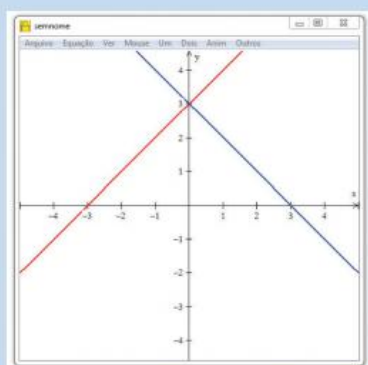 semnome
Arquivo Equação Ver Mouse Um Dois Anim Outros
y
4
3
2
1
x
-4 -3 -2 -1 1 2 3 4
-1
-2
-3
-4